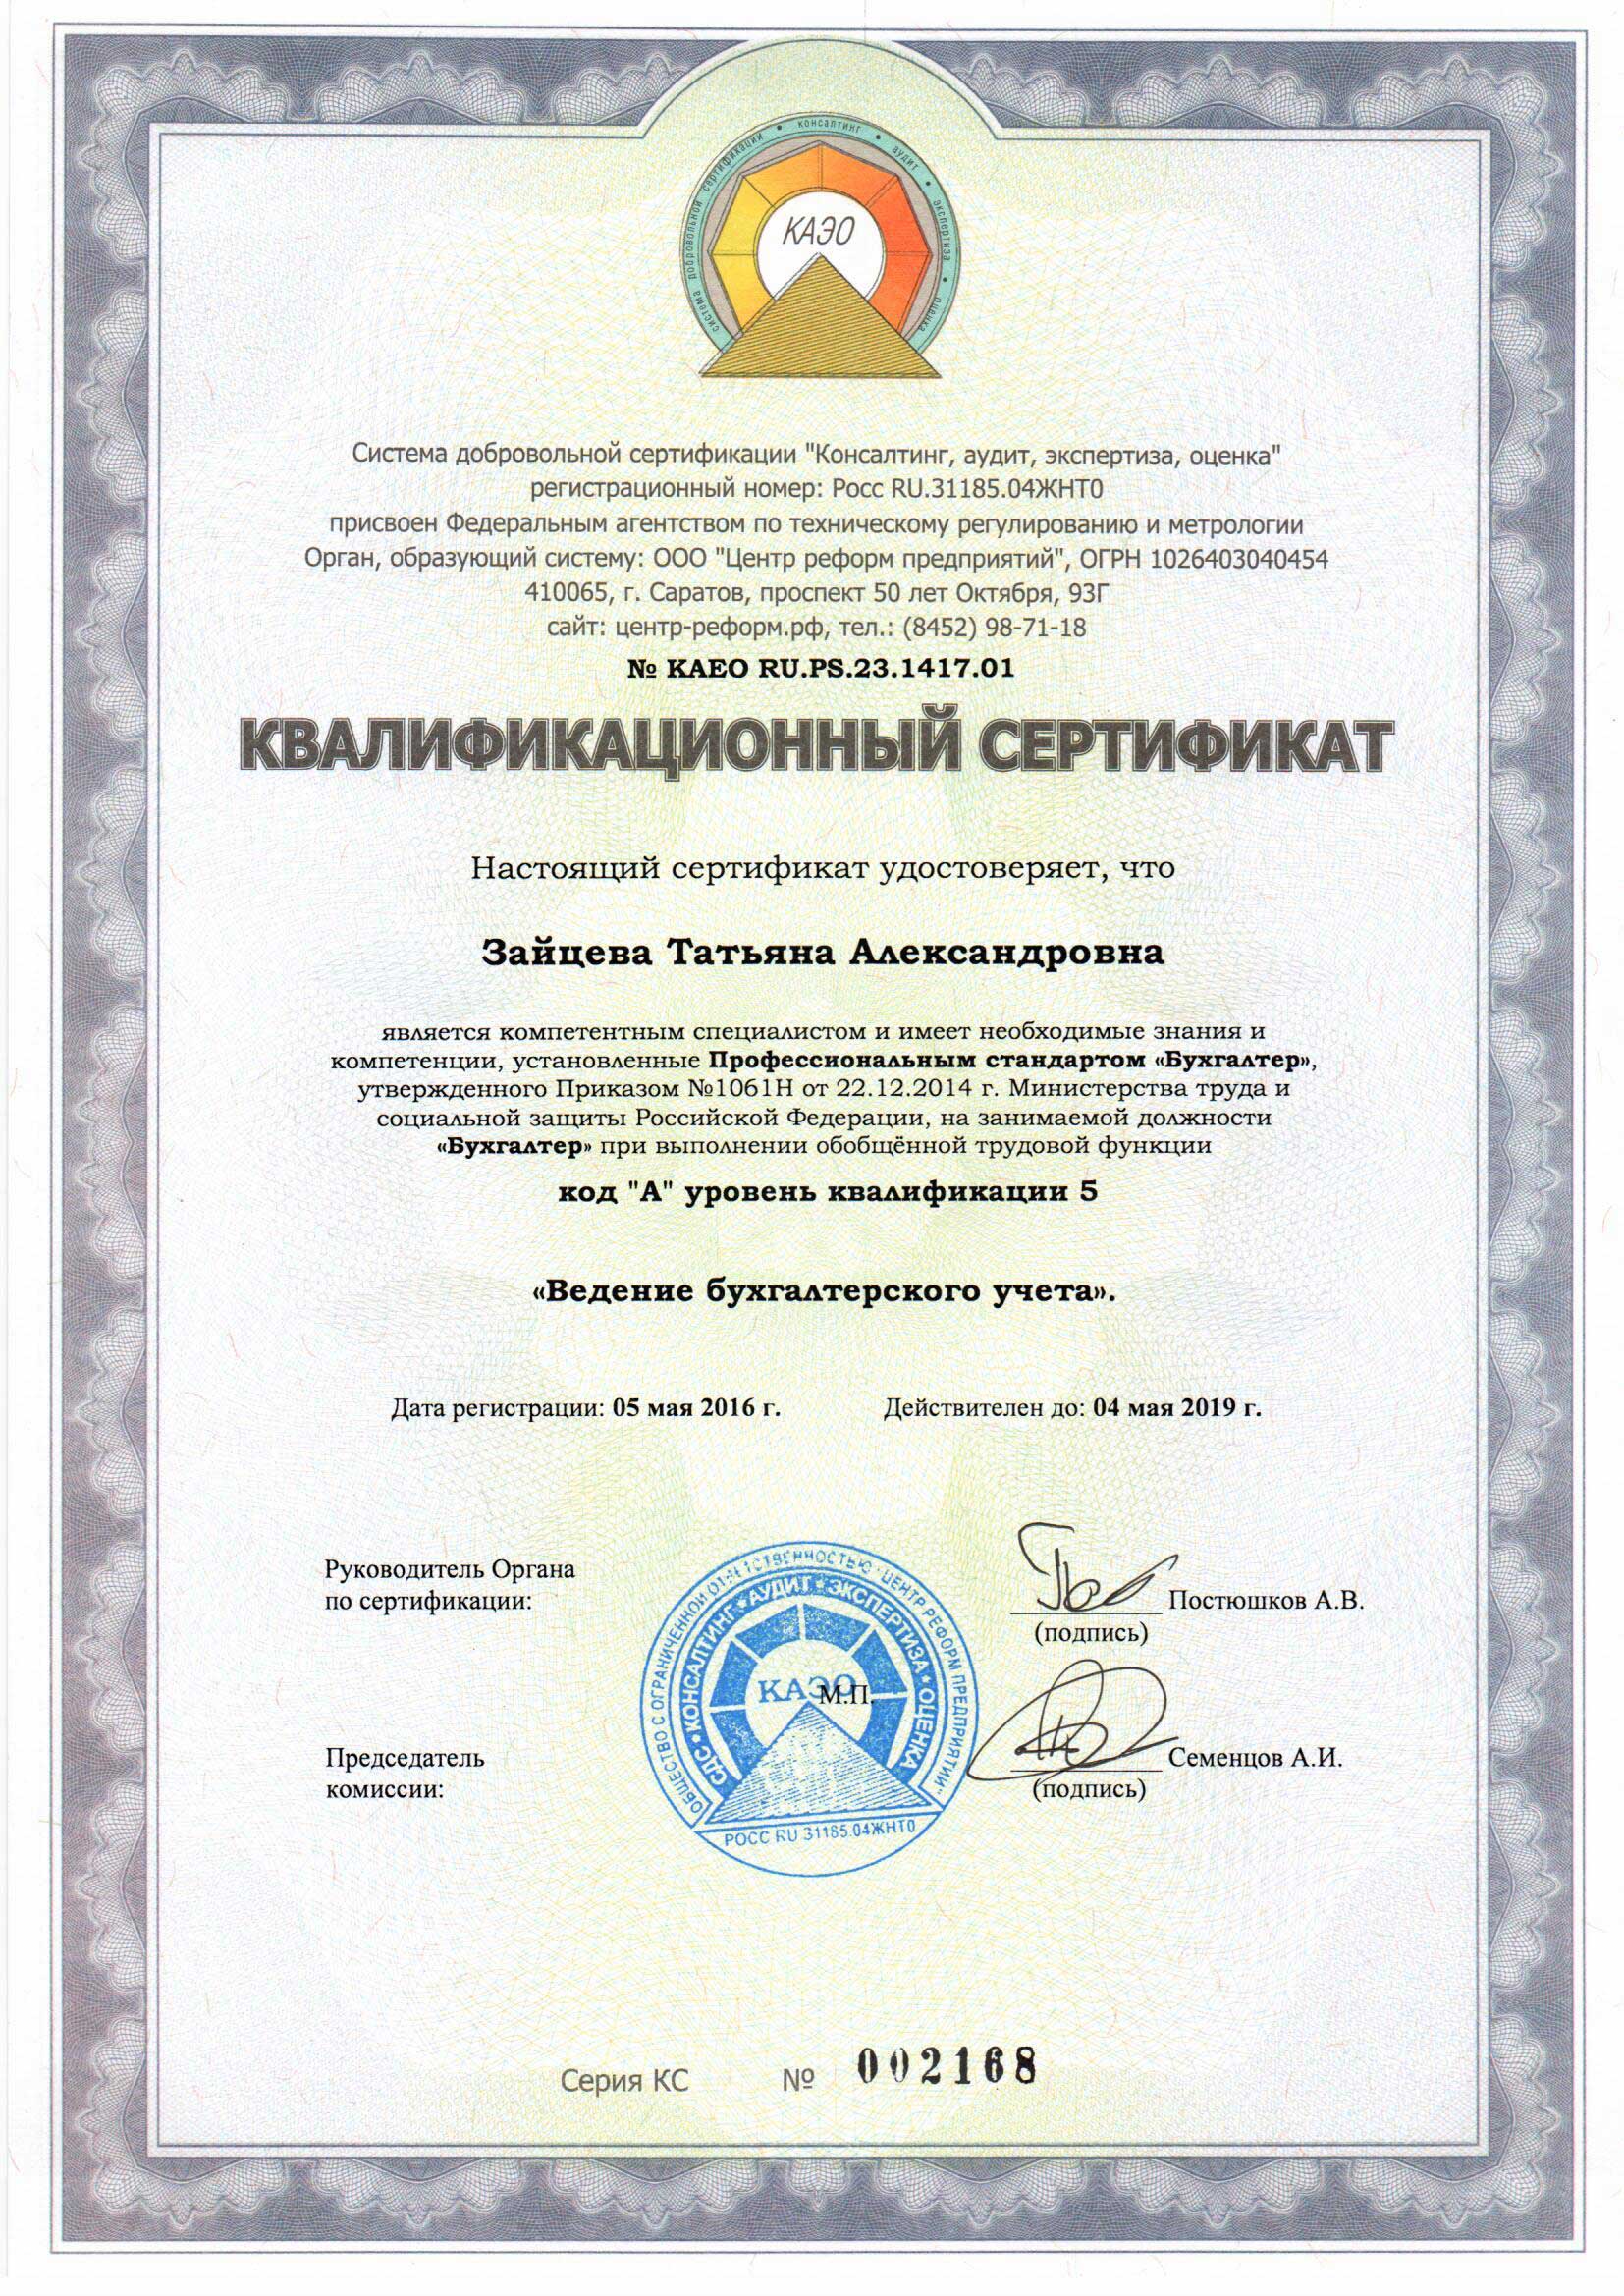 система добровольной сертификации • консалтинг • аудит • экспертиза • оценка
КАЭО
Система добровольной сертификации "Консалтинг, аудит, экспертиза, оценка"
регистрационный номер: Росс RU.31185.04ЖНТ0
присвоен Федеральным агентством по техническому регулированию и метрологии
Орган, образующий систему: ООО "Центр реформ предприятий", ОГРН 1026403040454
410065, г. Саратов, проспект 50 лет Октября, 93Г
сайт: центр-реформ.рф, тел.: (8452) 98-71-18
№ KAEO RU.PS.23.1417.01
КВАЛИФИКАЦИОННЫЙ СЕРТИФИКАТ
Настоящий сертификат удостоверяет, что
Зайцева Татьяна Александровна
является компетентным специалистом и имеет необходимые знания и
компетенции, установленные Профессиональным стандартом «Бухгалтер»,
утвержденного Приказом №1061Н от 22.12.2014 г. Министерства труда и
социальной защиты Российской Федерации, на занимаемой должности
«Бухгалтер» при выполнении обобщённой трудовой функции
код "А" уровень квалификации 5
«Ведение бухгалтерского учета».
Дата регистрации: 05 мая 2016 г. Действителен до: 04 мая 2019 г.
Руководитель Органа
по сертификации:
Постюшков А.В.
(подпись)
ОБЩЕСТВО С ОГРАНИЧЕННОЙ ОТВЕТСТВЕННОСТЬЮ "ЦЕНТР РЕФОРМ ПРЕДПРИЯТИЙ"
СДС • КОНСАЛТИНГ • АУДИТ • ЭКСПЕРТИЗА • ОЦЕНКА
КАЭО
М.П.
РОСС RU 31185.04ЖНТ0
Председатель
комиссии:
Семенцов А.И.
(подпись)
Серия КС № 002168